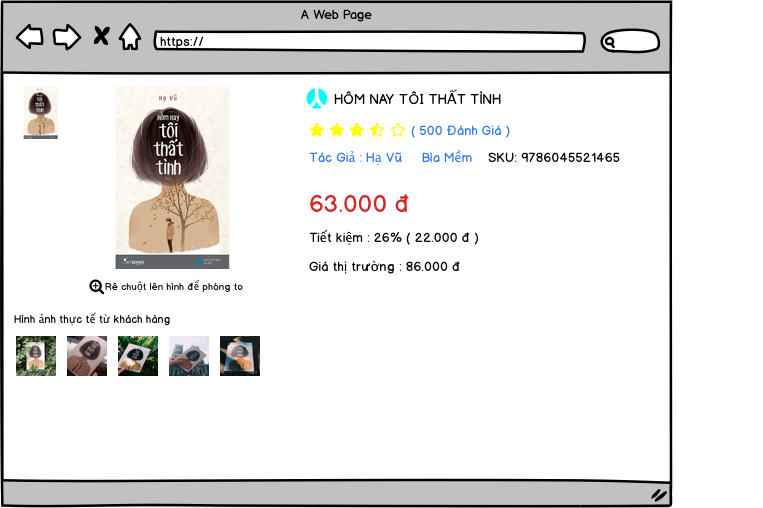 A Web Page
https://
Hạ Vũ
Hôm nay
tôi
thất
tình
HÔM NAY TÔI THẤT TÌNH
( 500 Đánh Giá )
Tác Giả : Hạ Vũ Bìa Mềm SKU: 9786045521465
63.000 đ
Tiết kiệm : 26% ( 22.000 đ )
Giá thị trường : 86.000 đ
Rê chuột lên hình để phóng to
Hình ảnh thực tế từ khách hàng